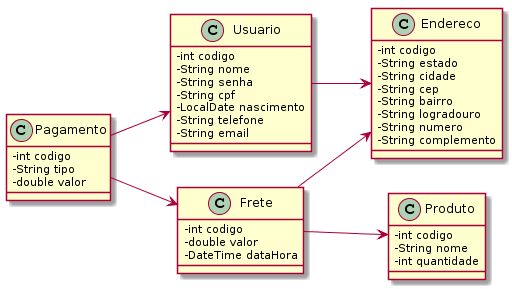 C Pagamento
-int codigo
-String tipo
-double valor
C Usuario
-int codigo
-String nome
-String senha
-String cpf
-LocalDate nascimento
-String telefone
-String email
C Frete
-int codigo
-double valor
-DateTime dataHora
C Endereco
-int codigo
-String estado
-String cidade
-String cep
-String bairro
-String logradouro
-String numero
-String complemento
C Produto
-int codigo
-String nome
-int quantidade